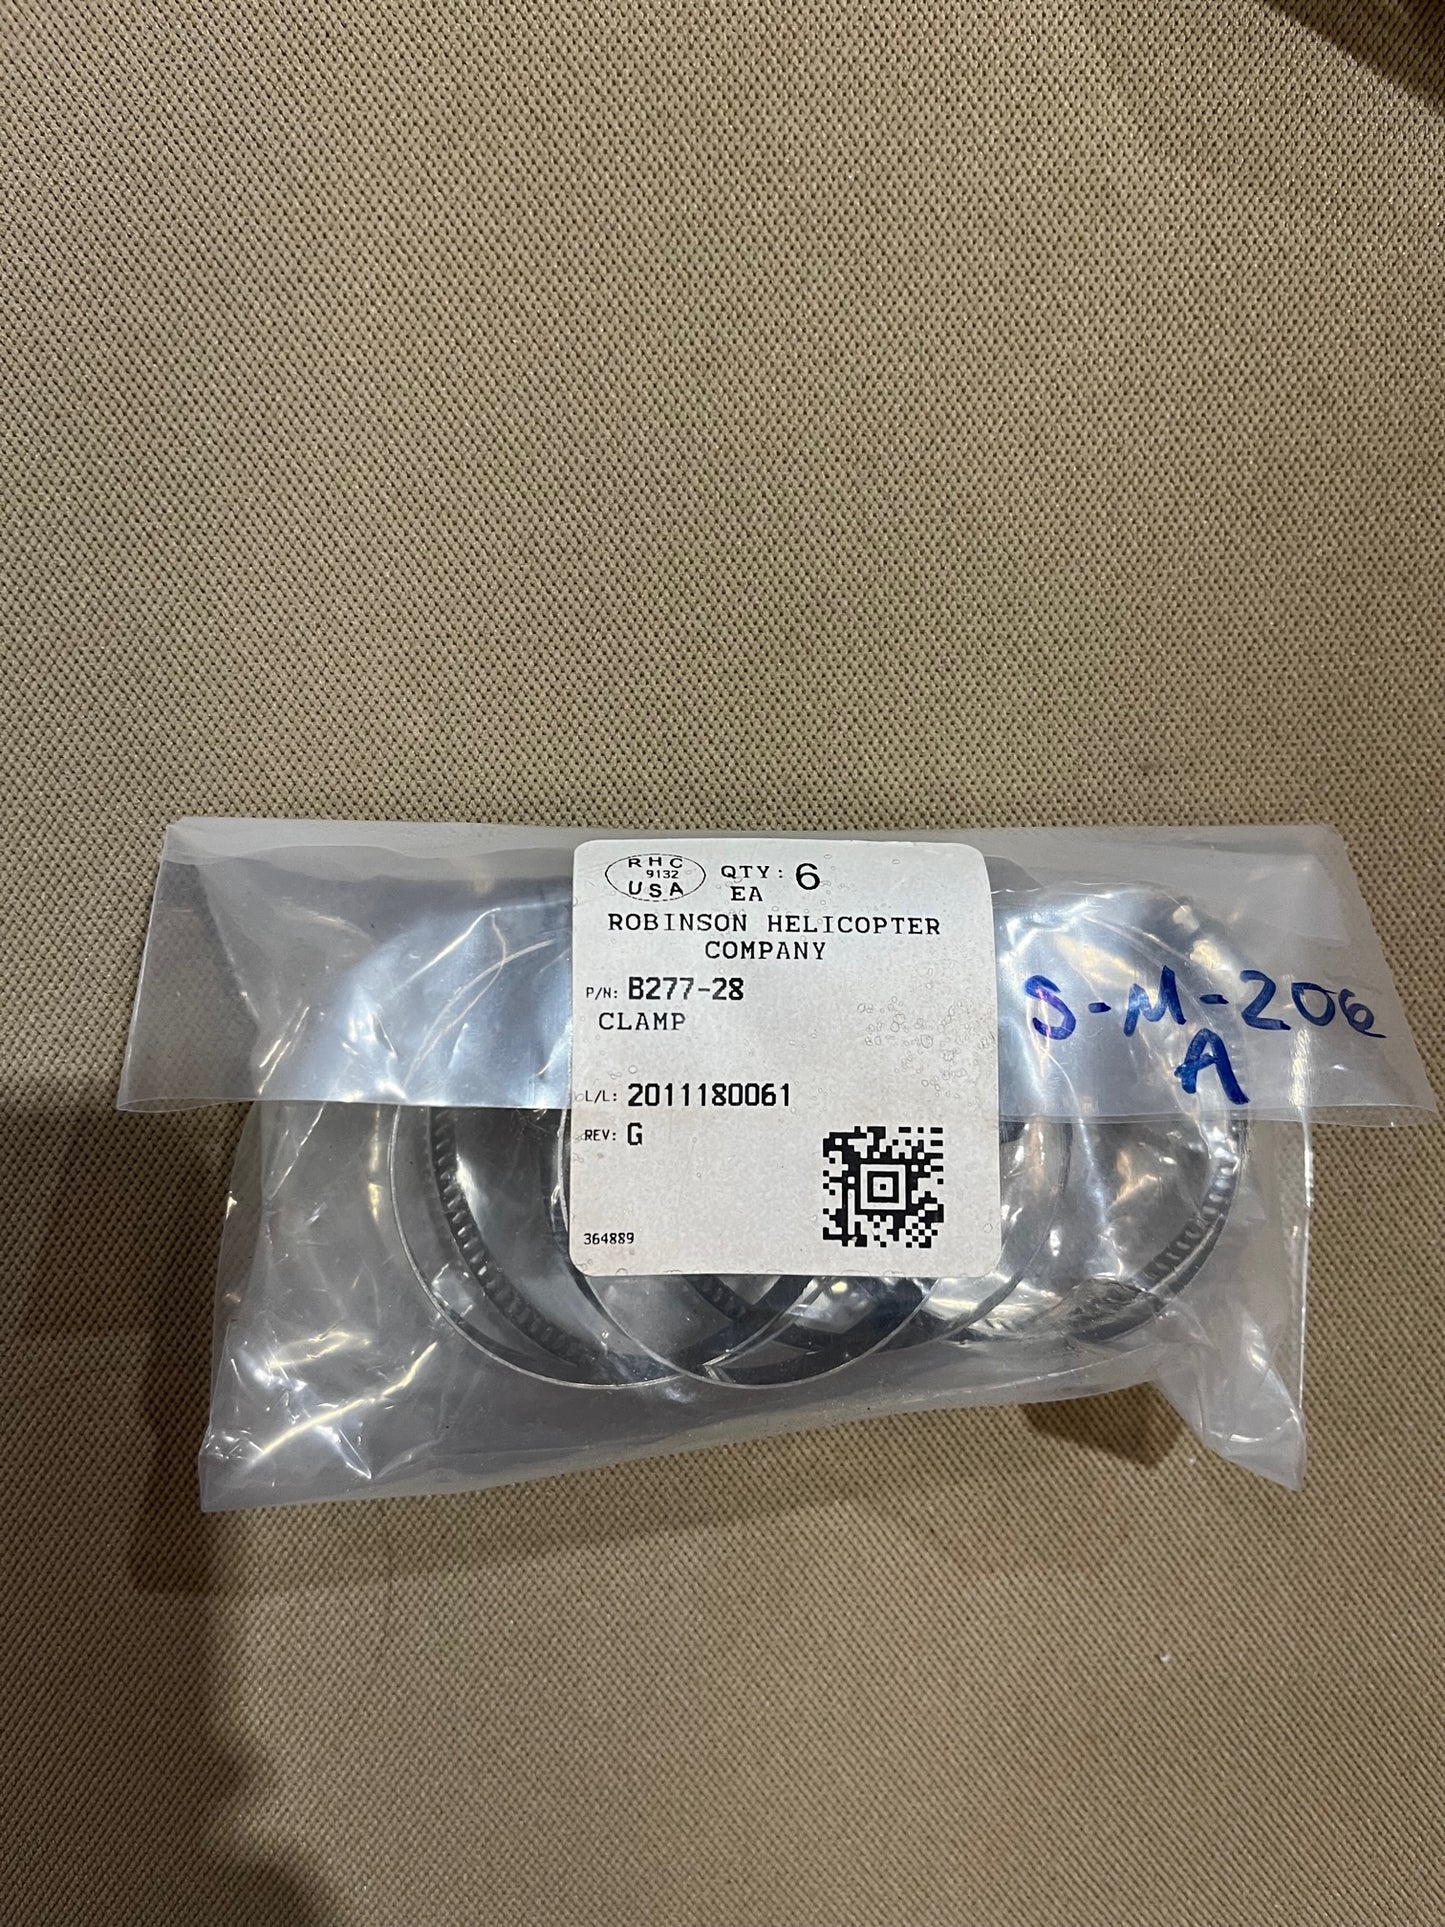 RHC
9132
USA
QTY: 6
EA
ROBINSON HELICOPTER
COMPANY
P/N: B277-28
CLAMP
L/L: 2011180061
REV: G
364889
S-M-206
A